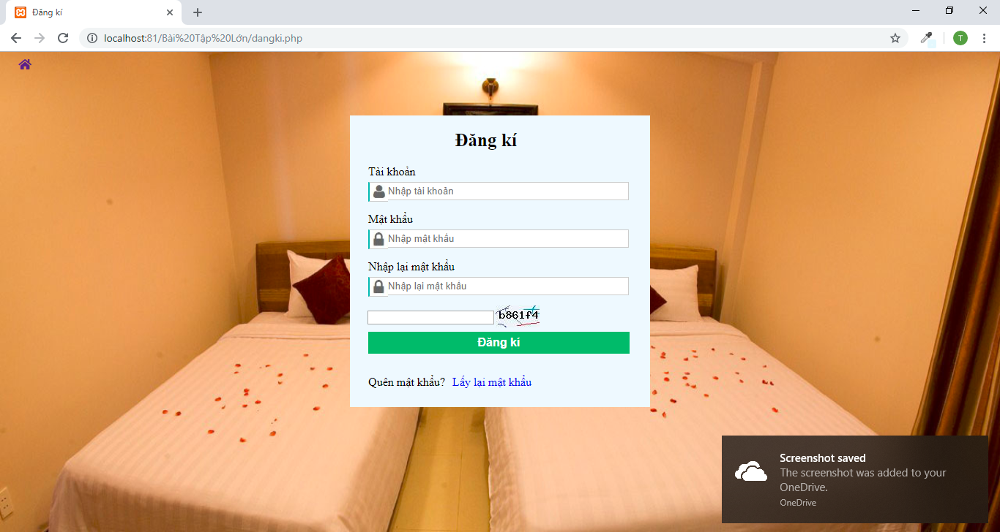 Đăng kí
localhost:81/Bài%20Tập%20Lớn/dangki.php
T
Đăng kí
Tài khoản
Nhập tài khoản
Mật khẩu
Nhập mật khẩu
Nhập lại mật khẩu
Nhập lại mật khẩu
b861f4
Đăng kí
Quên mật khẩu? Lấy lại mật khẩu
Screenshot saved
The screenshot was added to your
OneDrive.
OneDrive